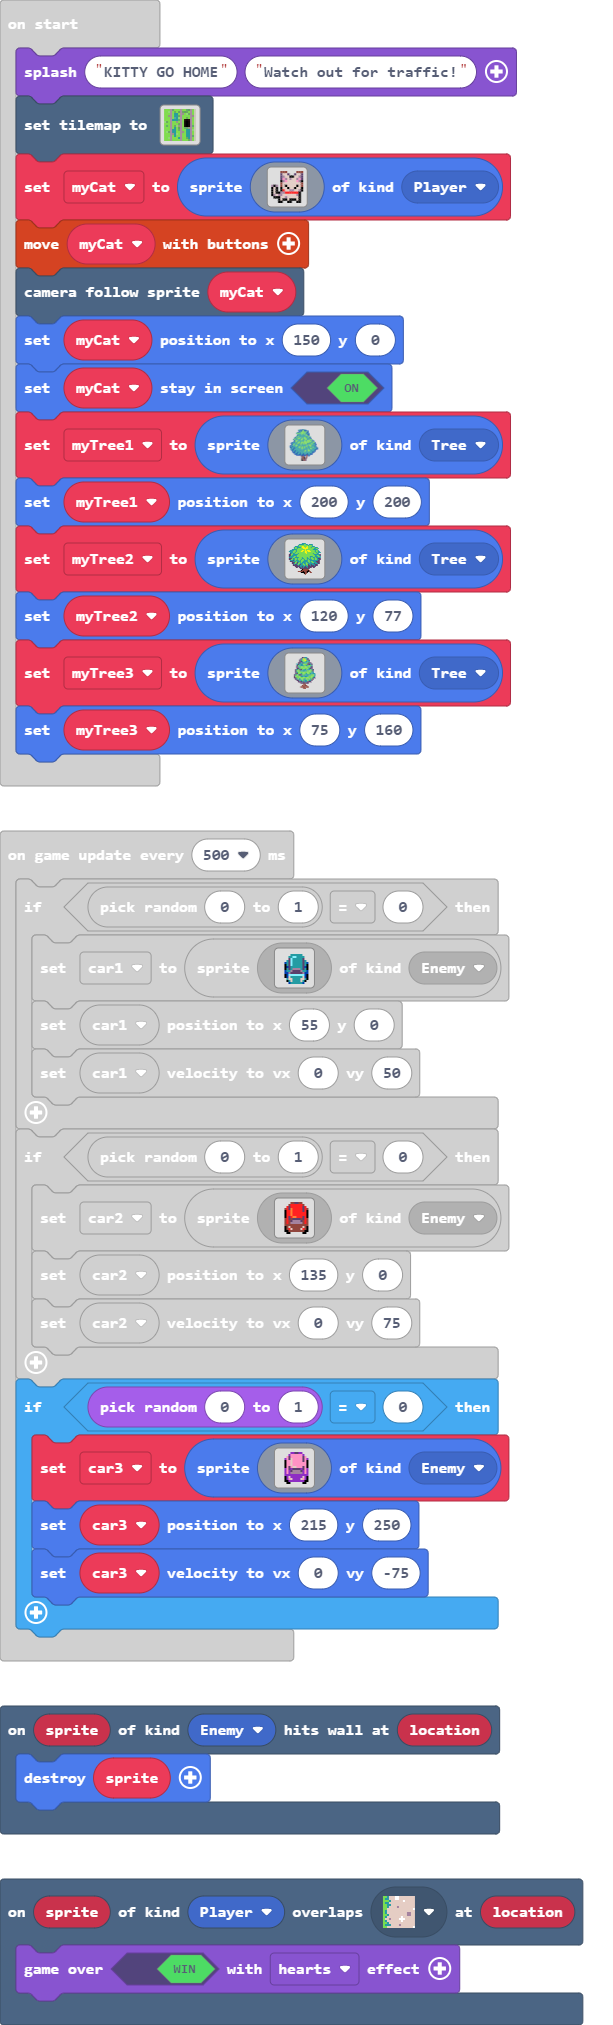 on start
splash "KITTY GO HOME" "Watch out for traffic!"
set tilemap to
set myCat to sprite of kind Player
move myCat with buttons
camera follow sprite myCat
set myCat position to x 150 y 0
set myCat stay in screen ON
set myTree1 to sprite of kind Tree
set myTree1 position to x 200 y 200
set myTree2 to sprite of kind Tree
set myTree2 position to x 120 y 77
set myTree3 to sprite of kind Tree
set myTree3 position to x 75 y 160
on game update every 500 ms
if pick random 0 to 1 = 0 then
set car1 to sprite of kind Enemy
set car1 position to x 55 y 0
set car1 velocity to vx 0 vy 50
if pick random 0 to 1 = 0 then
set car2 to sprite of kind Enemy
set car2 position to x 135 y 0
set car2 velocity to vx 0 vy 75
if pick random 0 to 1 = 0 then
set car3 to sprite of kind Enemy
set car3 position to x 215 y 250
set car3 velocity to vx 0 vy -75
on sprite of kind Enemy hits wall at location
destroy sprite
on sprite of kind Player overlaps at location
game over WIN with hearts effect